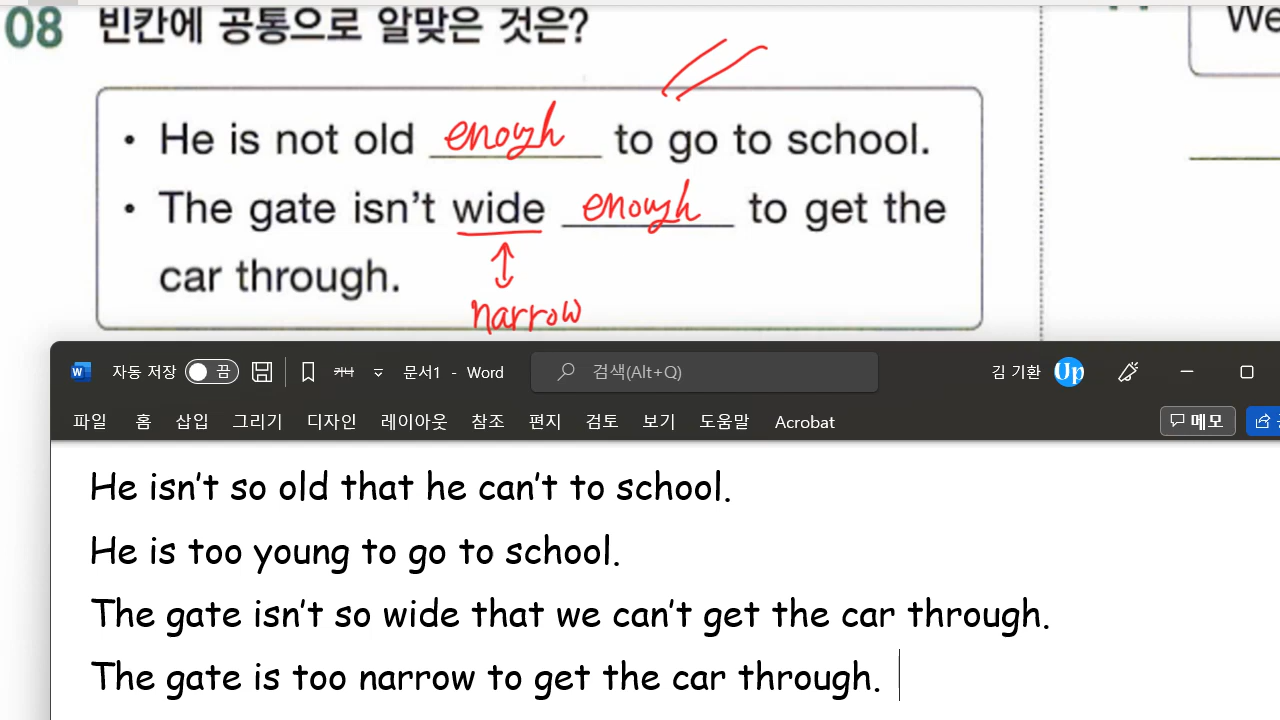 08 빈칸에 공통으로 알맞은 것은?
We
• He is not old enough to go to school.
• The gate isn't wide enough to get the
car through.
narrow
자동 저장 끔 가나 문서1 - Word 검색(Alt+Q) 김 기환 Up
파일 홈 삽입 그리기 디자인 레이아웃 참조 편지 검토 보기 도움말 Acrobat 메모
He isn't so old that he can't to school.
He is too young to go to school.
The gate isn't so wide that we can't get the car through.
The gate is too narrow to get the car through.